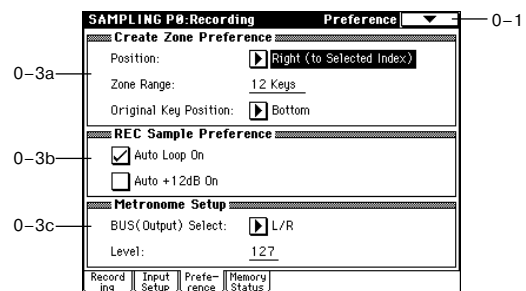 SAMPLING P0:Recording Preference
0–1
Create Zone Preference
0–3a
Position: Right (to Selected Index)
Zone Range: 12 Keys
Original Key Position: Bottom
REC Sample Preference
0–3b
Auto Loop On
Auto +12dB On
Metronome Setup
0–3c
BUS(Output) Select: L/R
Level: 127
Record Input Prefe– Memory
ing Setup rence Status